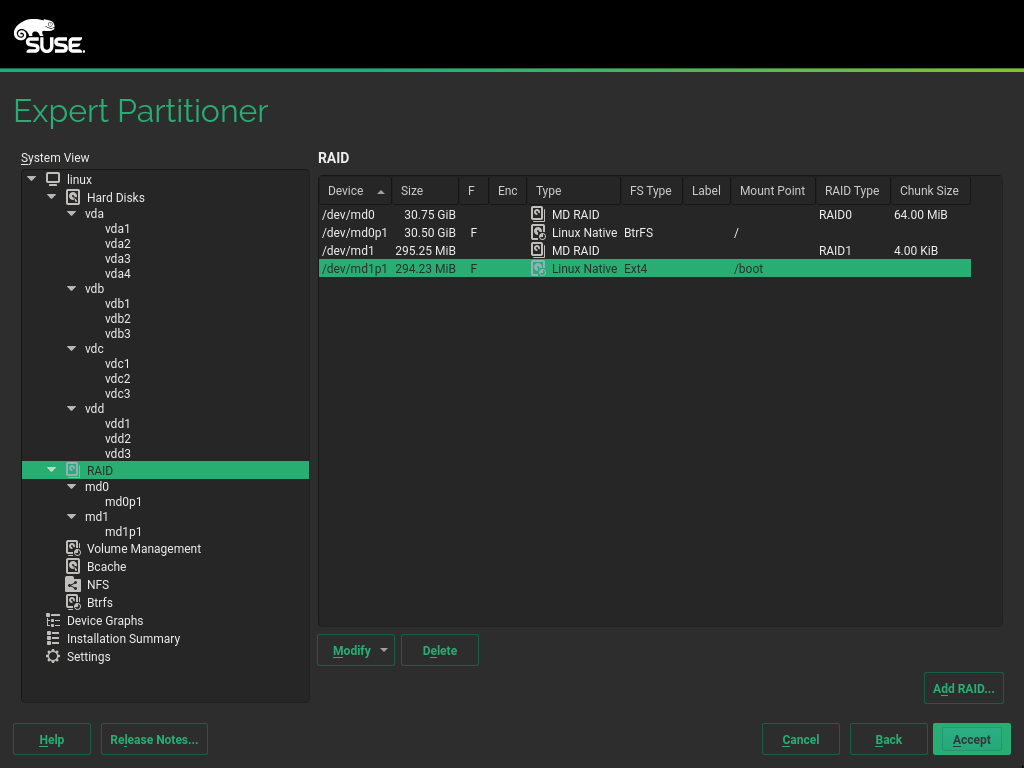 SUSE.
Expert Partitioner
System View
linux
Hard Disks
vda
vda1
vda2
vda3
vda4
vdb
vdb1
vdb2
vdb3
vdc
vdc1
vdc2
vdc3
vdd
vdd1
vdd2
vdd3
RAID
md0
md0p1
md1
md1p1
Volume Management
Bcache
NFS
Btrfs
Device Graphs
Installation Summary
Settings
RAID
Device Size F Enc Type FS Type Label Mount Point RAID Type Chunk Size
/dev/md0 30.75 GiB MD RAID RAID0 64.00 MiB
/dev/md0p1 30.50 GiB F Linux Native BtrFS /
/dev/md1 295.25 MiB MD RAID RAID1 4.00 KiB
/dev/md1p1 294.23 MiB F Linux Native Ext4 /boot
Modify Delete
Add RAID...
Help Release Notes... Cancel Back Accept